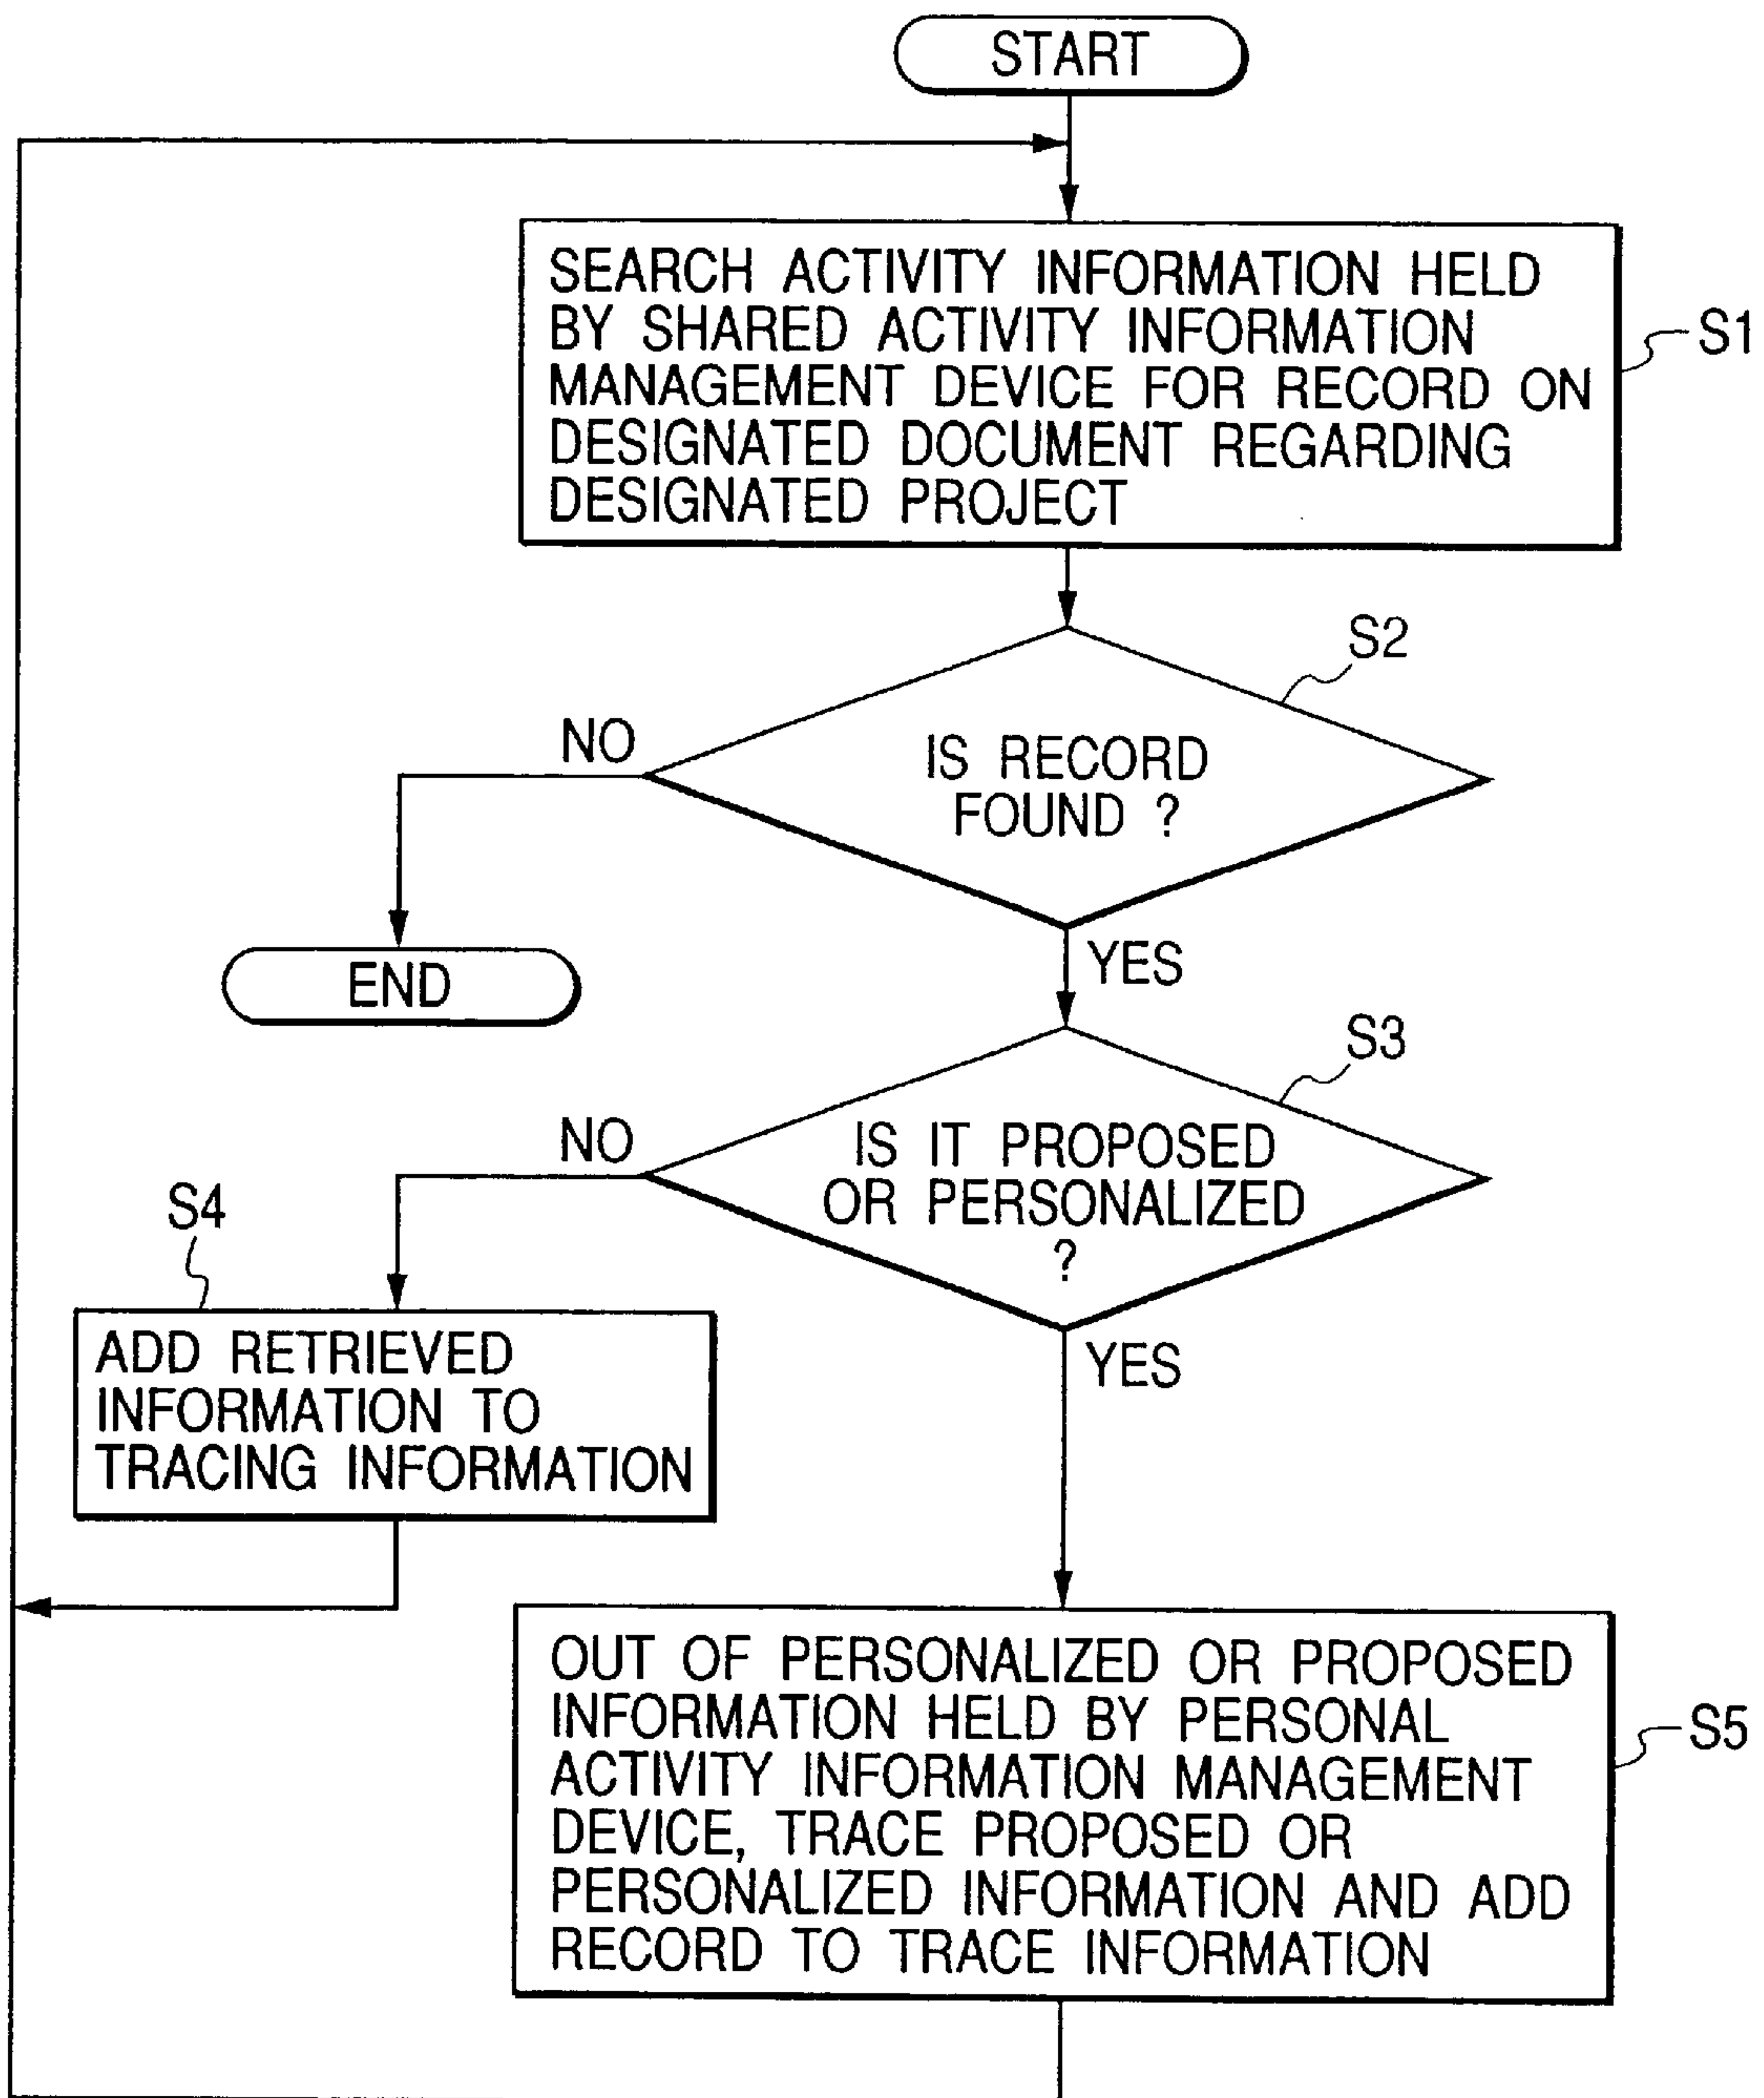 START
SEARCH ACTIVITY INFORMATION HELD
BY SHARED ACTIVITY INFORMATION
MANAGEMENT DEVICE FOR RECORD ON
DESIGNATED DOCUMENT REGARDING
DESIGNATED PROJECT
S1
S2
NO
IS RECORD
FOUND ?
END
YES
S3
NO
IS IT PROPOSED
OR PERSONALIZED
?
S4
YES
ADD RETRIEVED
INFORMATION TO
TRACING INFORMATION
OUT OF PERSONALIZED OR PROPOSED
INFORMATION HELD BY PERSONAL
ACTIVITY INFORMATION MANAGEMENT
DEVICE, TRACE PROPOSED OR
PERSONALIZED INFORMATION AND ADD
RECORD TO TRACE INFORMATION
S5